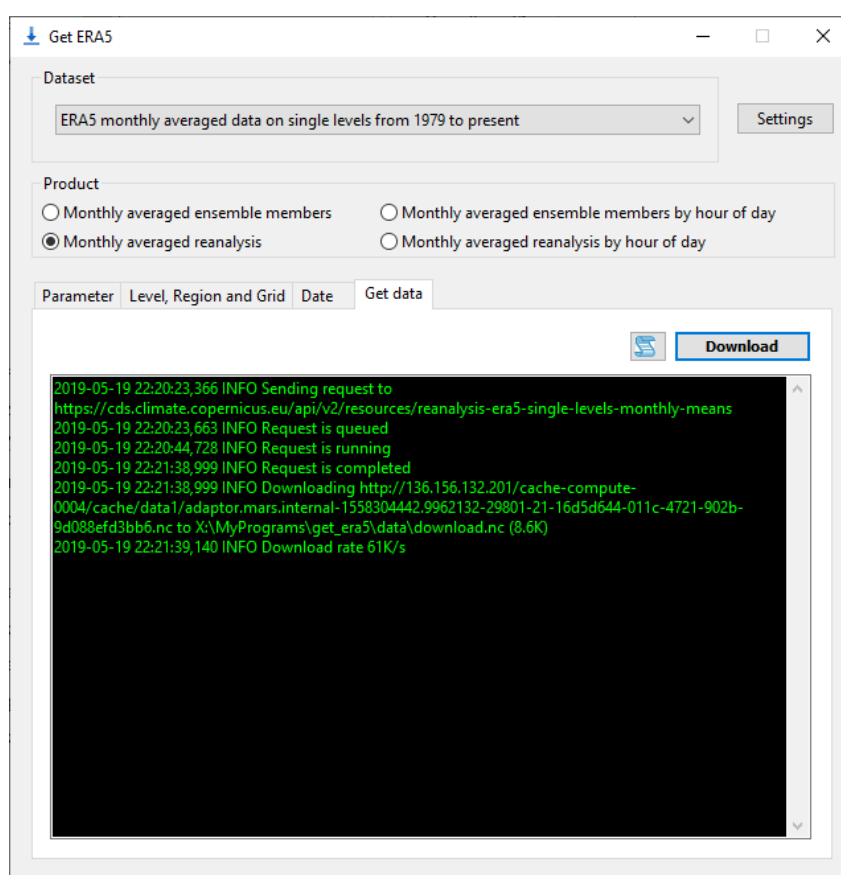 Get ERA5
Dataset
ERA5 monthly averaged data on single levels from 1979 to present
Settings
Product
Monthly averaged ensemble members
Monthly averaged ensemble members by hour of day
Monthly averaged reanalysis
Monthly averaged reanalysis by hour of day
Parameter
Level, Region and Grid
Date
Get data
Download
2019-05-19 22:20:23,366 INFO Sending request to
https://cds.climate.copernicus.eu/api/v2/resources/reanalysis-era5-single-levels-monthly-means
2019-05-19 22:20:23,663 INFO Request is queued
2019-05-19 22:20:44,728 INFO Request is running
2019-05-19 22:21:38,999 INFO Request is completed
2019-05-19 22:21:38,999 INFO Downloading http://136.156.132.201/cache-compute-
0004/cache/data1/adaptor.mars.internal-1558304442.9962132-29801-21-16d5d644-011c-4721-902b-
9d088efd3bb6.nc to X:\MyPrograms\get_era5\data\download.nc (8.6K)
2019-05-19 22:21:39,140 INFO Download rate 61K/s